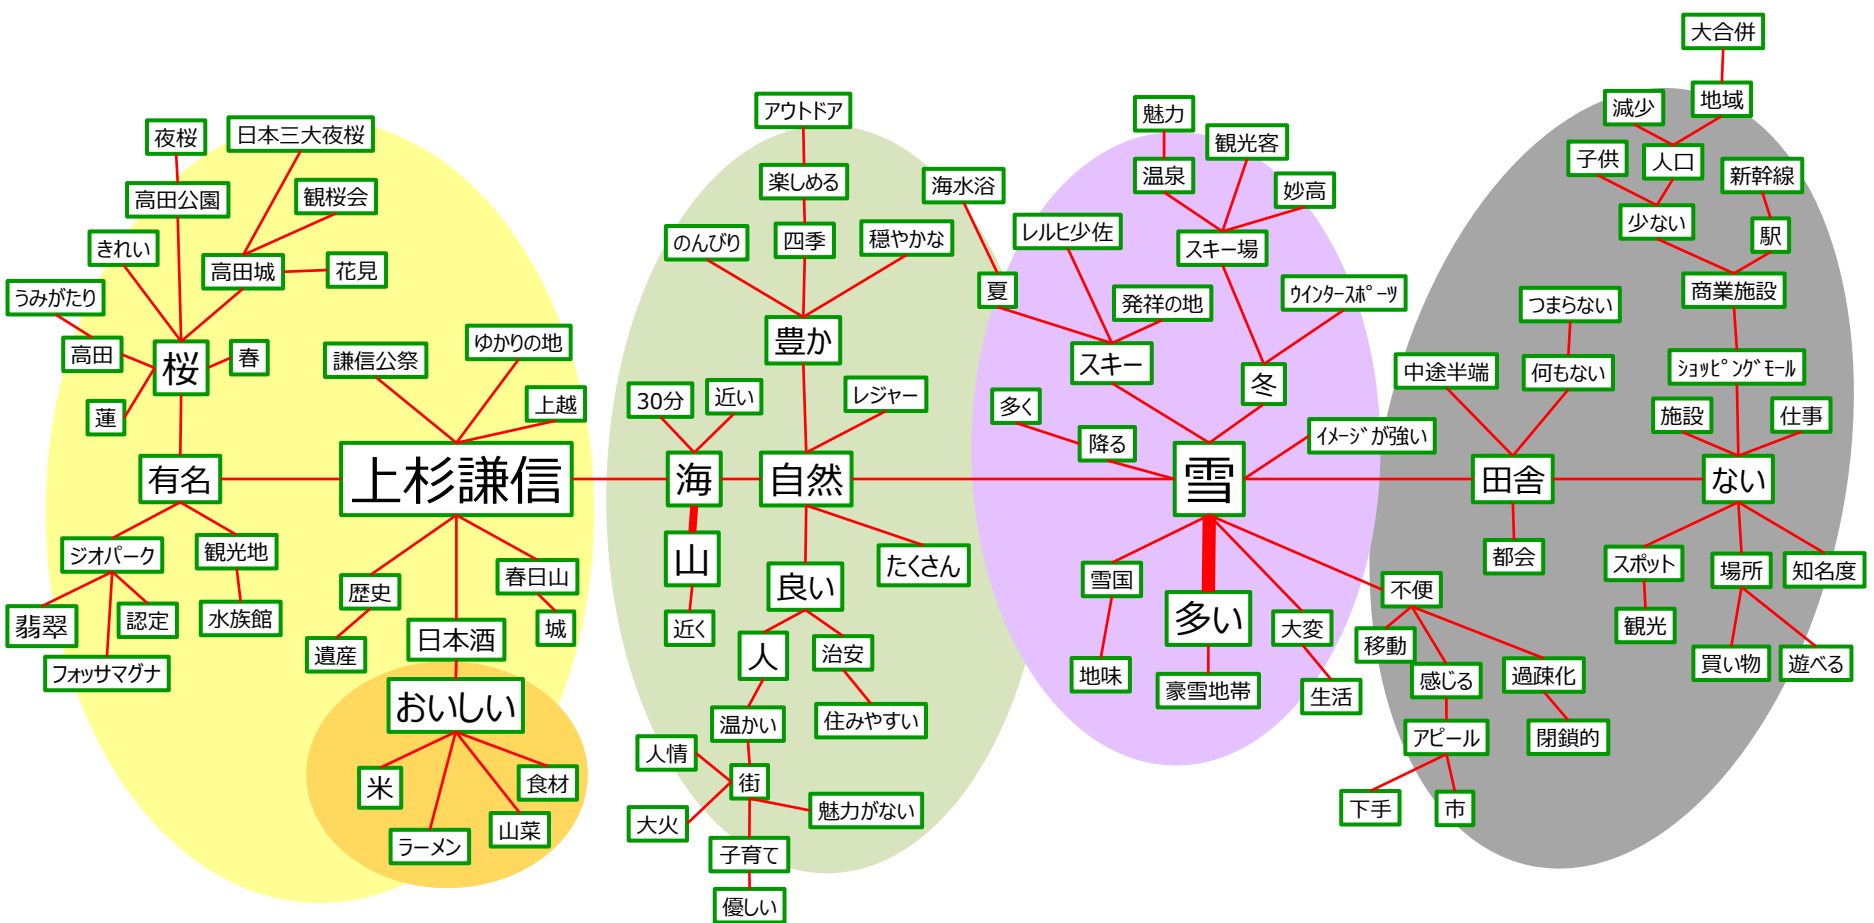 夜桜
日本三大夜桜
高田公園
観桜会
きれい
高田城
花見
うみがたり
高田
桜
春
蓮
謙信公祭
ゆかりの地
上越
有名
上杉謙信
ジオパーク
観光地
翡翠
認定
水族館
フォッサマグナ
歴史
春日山
遺産
日本酒
城
おいしい
米
食材
ラーメン
山菜
アウトドア
楽しめる
のんびり
四季
穏やかな
豊か
30分
近い
レジャー
海
自然
山
良い
たくさん
近く
人
治安
温かい
住みやすい
人情
街
大火
魅力がない
子育て
優しい
海水浴
夏
魅力
観光客
温泉
妙高
レルヒ少佐
スキー場
発祥の地
ウインタースポーツ
スキー
冬
多く
降る
イメージが強い
雪
雪国
多い
大変
地味
豪雪地帯
生活
不便
移動
感じる
過疎化
アピール
閉鎖的
下手
市
大合併
減少
地域
子供
人口
新幹線
少ない
駅
商業施設
つまらない
中途半端
何もない
ショッピングモール
施設
仕事
田舎
ない
都会
スポット
場所
知名度
観光
買い物
遊べる